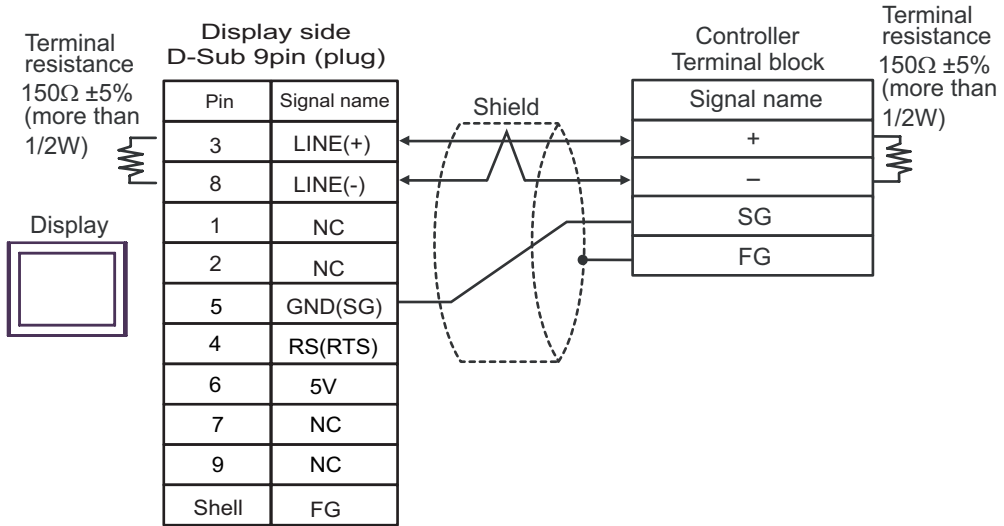 Terminal
resistance
150Ω ±5%
(more than
1/2W)
Display
Display side
D-Sub 9pin (plug)
Pin Signal name
3 LINE(+)
8 LINE(-)
1 NC
2 NC
5 GND(SG)
4 RS(RTS)
6 5V
7 NC
9 NC
Shell FG
Shield
Controller
Terminal block
Signal name
+
–
SG
FG
Terminal
resistance
150Ω ±5%
(more than
1/2W)